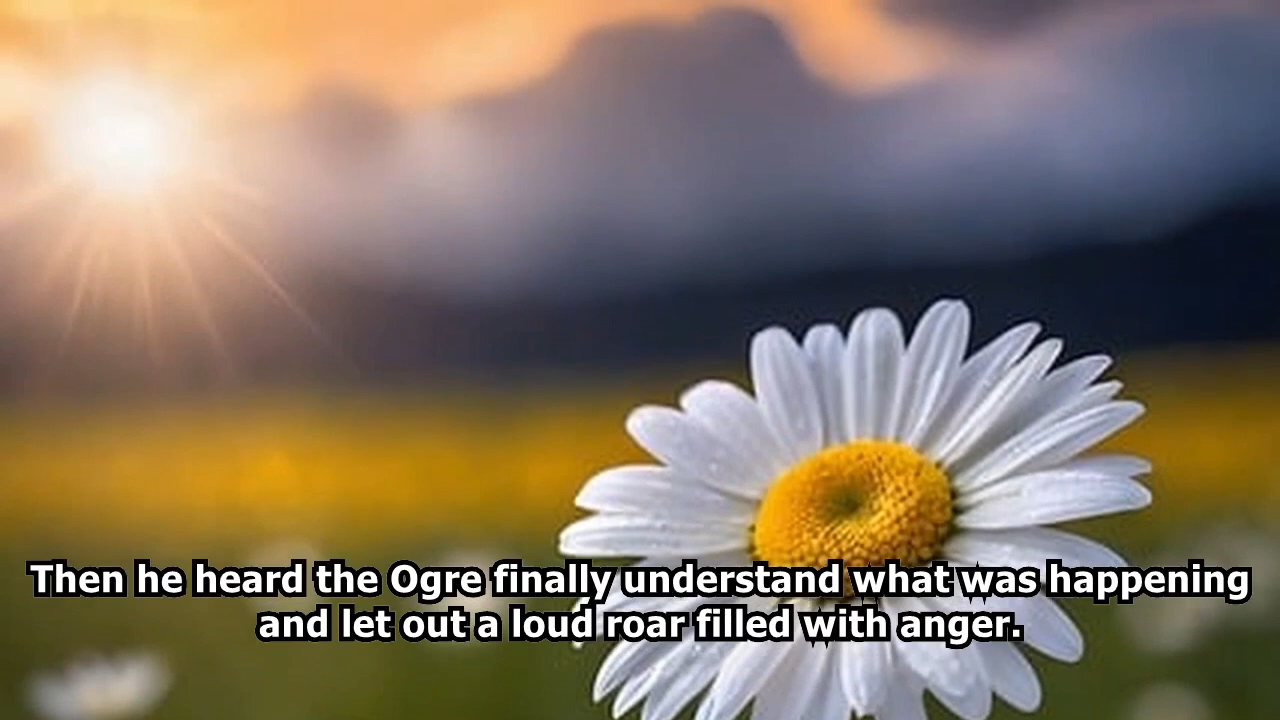 Then he heard the Ogre finally understand what was happening
and let out a loud roar filled with anger.